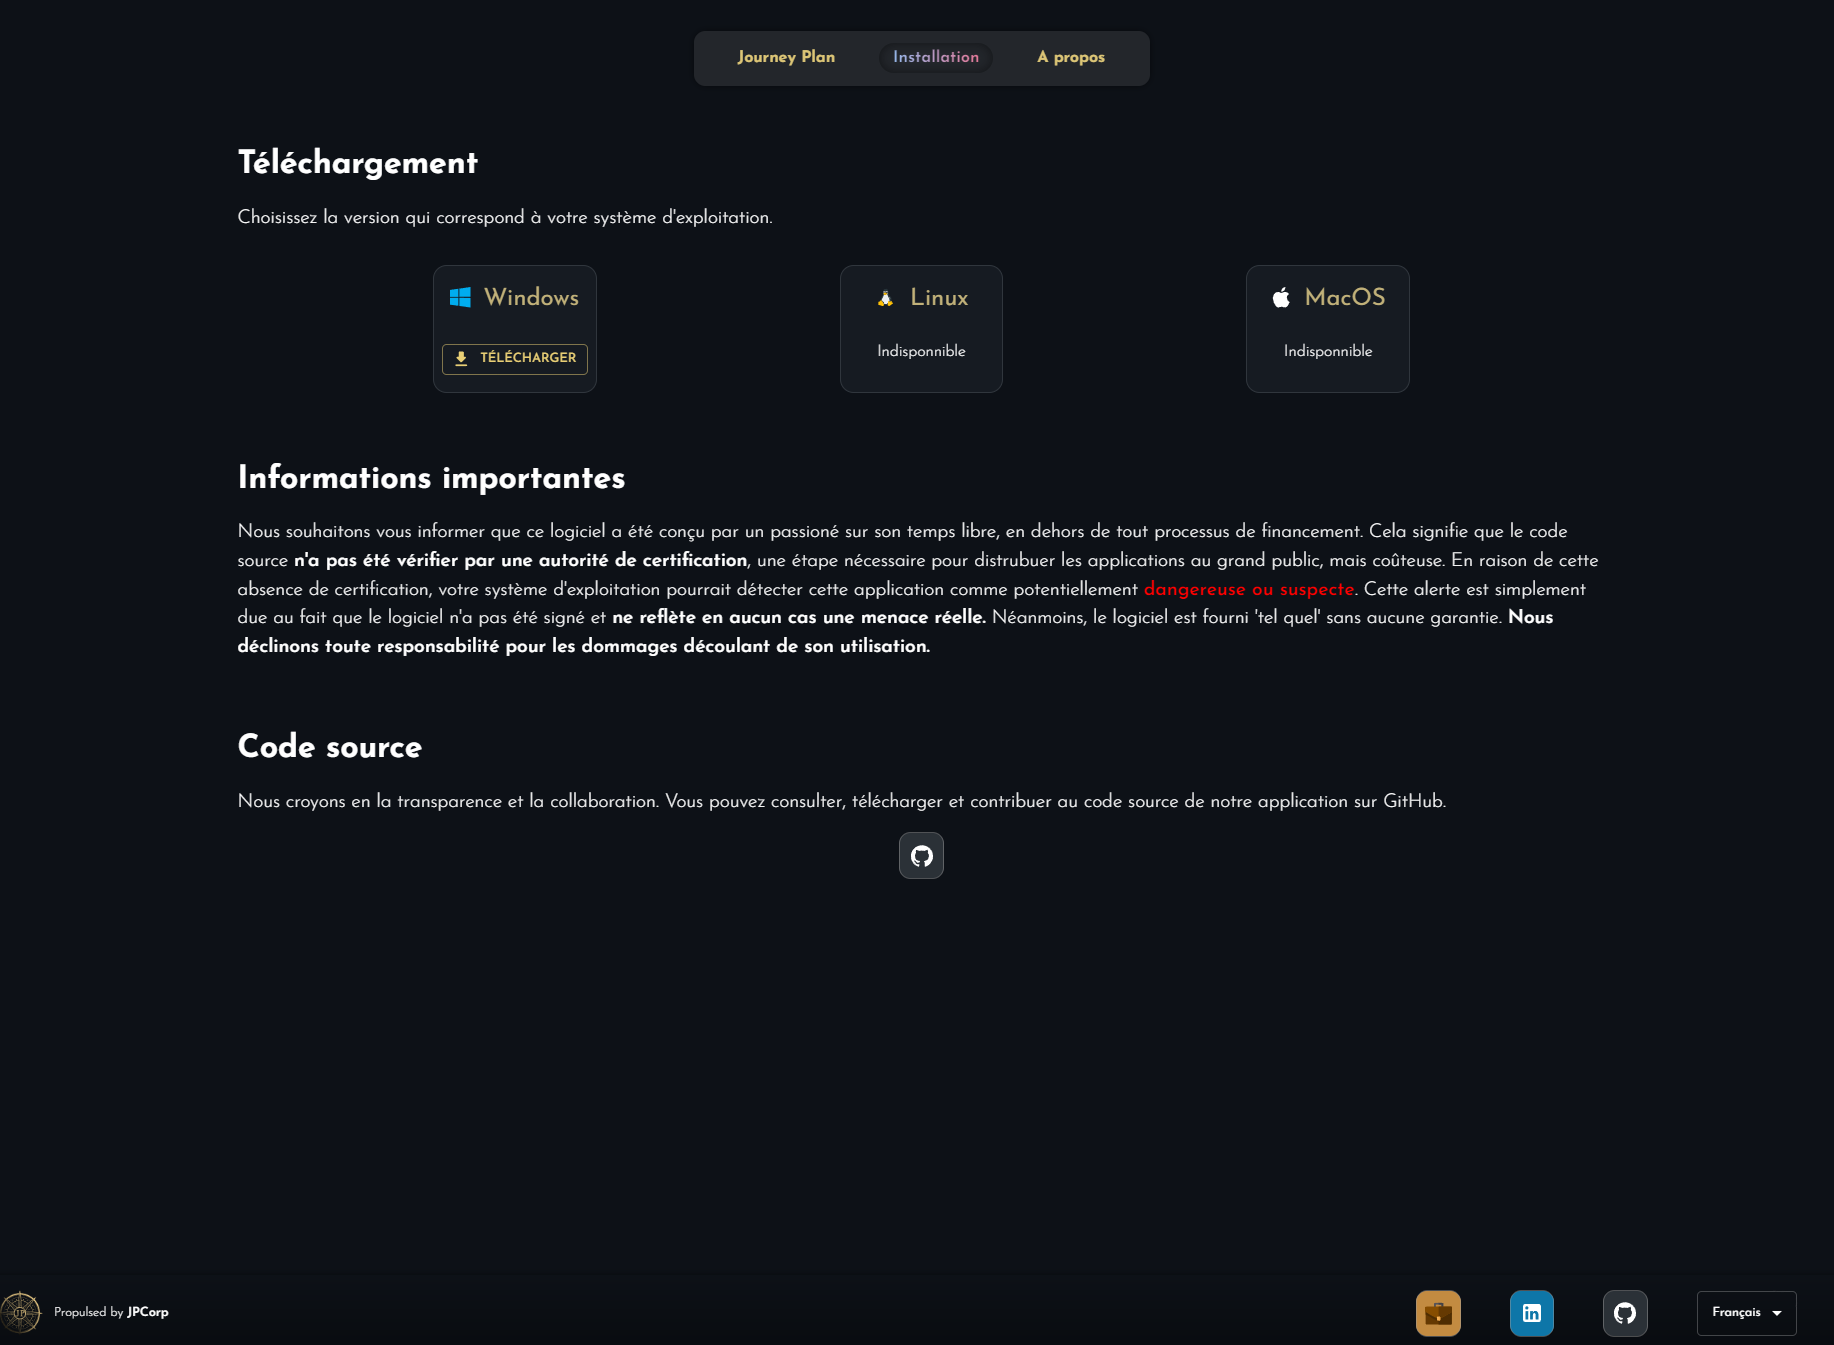 Journey Plan Installation A propos
Téléchargement
Choisissez la version qui correspond à votre système d'exploitation.
Windows Linux MacOS
TÉLÉCHARGER Indisponnible Indisponnible
Informations importantes
Nous souhaitons vous informer que ce logiciel a été conçu par un passioné sur son temps libre, en dehors de tout processus de financement. Cela signifie que le code
source n'a pas été vérifier par une autorité de certification, une étape nécessaire pour distrubuer les applications au grand public, mais coûteuse. En raison de cette
absence de certification, votre système d'exploitation pourrait détecter cette application comme potentiellement dangereuse ou suspecte. Cette alerte est simplement
due au fait que le logiciel n'a pas été signé et ne reflète en aucun cas une menace réelle. Néanmoins, le logiciel est fourni 'tel quel' sans aucune garantie. Nous
déclinons toute responsabilité pour les dommages découlant de son utilisation.
Code source
Nous croyons en la transparence et la collaboration. Vous pouvez consulter, télécharger et contribuer au code source de notre application sur GitHub.
JP Propulsed by JPCorp in Français